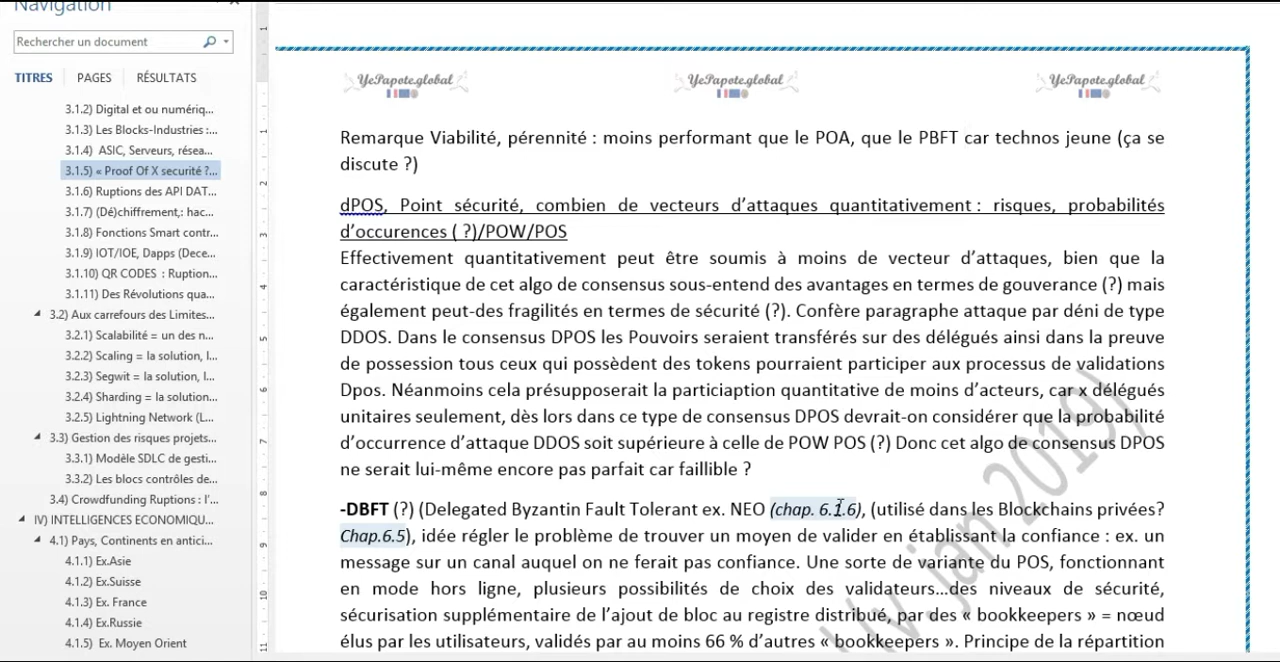 Navigation
Rechercher un document
TITRES PAGES RÉSULTATS
3.1.2) Digital et ou numériq...
3.1.3) Les Blocks-Industries :...
3.1.4) ASIC, Serveurs, résea...
3.1.5) « Proof Of X securité ?...
3.1.6) Ruptions des API DAT...
3.1.7) (Dé)chiffrement,: hac...
3.1.8) Fonctions Smart contr...
3.1.9) IOT/IOE, Dapps (Dece...
3.1.10) QR CODES : Ruption...
3.1.11) Des Révolutions qua...
3.2) Aux carrefours des Limites...
3.2.1) Scalabilité = un des n...
3.2.2) Scaling = la solution, l...
3.2.3) Segwit = la solution, l...
3.2.4) Sharding = la solution...
3.2.5) Lightning Network (L...
3.3) Gestion des risques projets...
3.3.1) Modèle SDLC de gesti...
3.3.2) Les blocs contrôles de...
3.4) Crowdfunding Ruptions : l'...
IV) INTELLIGENCES ECONOMIQU...
4.1) Pays, Continents en antici...
4.1.1) Ex.Asie
4.1.2) Ex.Suisse
4.1.3) Ex. France
4.1.4) Ex.Russie
4.1.5) Ex. Moyen Orient
YePapote.global YePapote.global YePapote.global
Remarque Viabilité, pérennité : moins performant que le POA, que le PBFT car technos jeune (ça se
discute ?)
dPOS, Point sécurité, combien de vecteurs d'attaques quantitativement : risques, probabilités
d'occurences ( ?)/POW/POS
Effectivement quantitativement peut être soumis à moins de vecteur d'attaques, bien que la
caractéristique de cet algo de consensus sous-entend des avantages en termes de gouverance (?) mais
également peut-des fragilités en termes de sécurité (?). Confère paragraphe attaque par déni de type
DDOS. Dans le consensus DPOS les Pouvoirs seraient transférés sur des délégués ainsi dans la preuve
de possession tous ceux qui possèdent des tokens pourraient participer aux processus de validations
Dpos. Néanmoins cela présupposerait la particiaption quantitative de moins d'acteurs, car x délégués
unitaires seulement, dès lors dans ce type de consensus DPOS devrait-on considérer que la probabilité
d'occurrence d'attaque DDOS soit supérieure à celle de POW POS (?) Donc cet algo de consensus DPOS
ne serait lui-même encore pas parfait car faillible ?
-DBFT (?) (Delegated Byzantin Fault Tolerant ex. NEO (chap. 6.1.6), (utilisé dans les Blockchains privées?
Chap.6.5), idée régler le problème de trouver un moyen de valider en établissant la confiance : ex. un
message sur un canal auquel on ne ferait pas confiance. Une sorte de variante du POS, fonctionnant
en mode hors ligne, plusieurs possibilités de choix des validateurs...des niveaux de sécurité,
sécurisation supplémentaire de l'ajout de bloc au registre distribué, par des « bookkeepers » = nœud
élus par les utilisateurs, validés par au moins 66 % d'autres « bookkeepers ». Principe de la répartition
jan 2019)